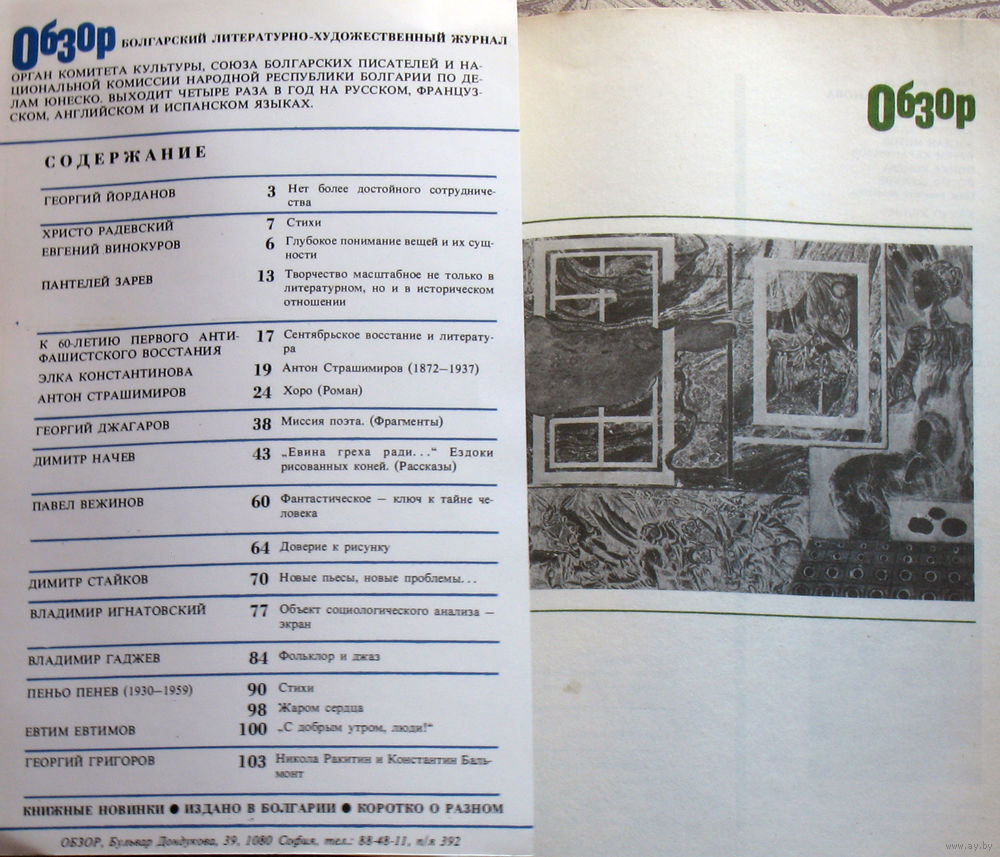 Обзор БОЛГАРСКИЙ ЛИТЕРАТУРНО-ХУДОЖЕСТВЕННЫЙ ЖУРНАЛ
ОРГАН КОМИТЕТА КУЛЬТУРЫ, СОЮЗА БОЛГАРСКИХ ПИСАТЕЛЕЙ И НА-
ЦИОНАЛЬНОЙ КОМИССИИ НАРОДНОЙ РЕСПУБЛИКИ БОЛГАРИИ ПО ДЕ-
ЛАМ ЮНЕСКО. ВЫХОДИТ ЧЕТЫРЕ РАЗА В ГОД НА РУССКОМ, ФРАНЦУЗ-
СКОМ, АНГЛИЙСКОМ И ИСПАНСКОМ ЯЗЫКАХ.
СОДЕРЖАНИЕ
ГЕОРГИЙ ЙОРДАНОВ 3 Нет более достойного сотрудниче-
ства
ХРИСТО РАДЕВСКИЙ 7 Стихи
ЕВГЕНИЙ ВИНОКУРОВ 6 Глубокое понимание вещей и их сущ-
ности
ПАНТЕЛЕЙ ЗАРЕВ 13 Творчество масштабное не только в
литературном, но и в историческом
отношении
К 60-ЛЕТИЮ ПЕРВОГО АНТИ- 17 Сентябрьское восстание и литерату-
ФАШИСТСКОГО ВОССТАНИЯ ра
ЭЛКА КОНСТАНТИНОВА 19 Антон Страшимиров (1872—1937)
АНТОН СТРАШИМИРОВ 24 Хоро (Роман)
ГЕОРГИЙ ДЖАГАРОВ 38 Миссия поэта. (Фрагменты)
ДИМИТР НАЧЕВ 43 „Евина греха ради...“ Ездоки
рисованных коней. (Рассказы)
ПАВЕЛ ВЕЖИНОВ 60 Фантастическое — ключ к тайне че-
ловека
64 Доверие к рисунку
ДИМИТР СТАЙКОВ 70 Новые пьесы, новые проблемы...
ВЛАДИМИР ИГНАТОВСКИЙ 77 Объект социологического анализа —
экран
ВЛАДИМИР ГАДЖЕВ 84 Фольклор и джаз
ПЕНЬО ПЕНЕВ (1930—1959) 90 Стихи
98 Жаром сердца
ЕВТИМ ЕВТИМОВ 100 „С добрым утром, люди!“
ГЕОРГИЙ ГРИГОРОВ 103 Никола Ракитин и Константин Баль-
монт
КНИЖНЫЕ НОВИНКИ ● ИЗДАНО В БОЛГАРИИ ● КОРОТКО О РАЗНОМ
ОБЗОР, Бульвар Дондукова, 39, 1080 София, тел.: 88-48-11, п/я 392
Обзор
www.ay.by